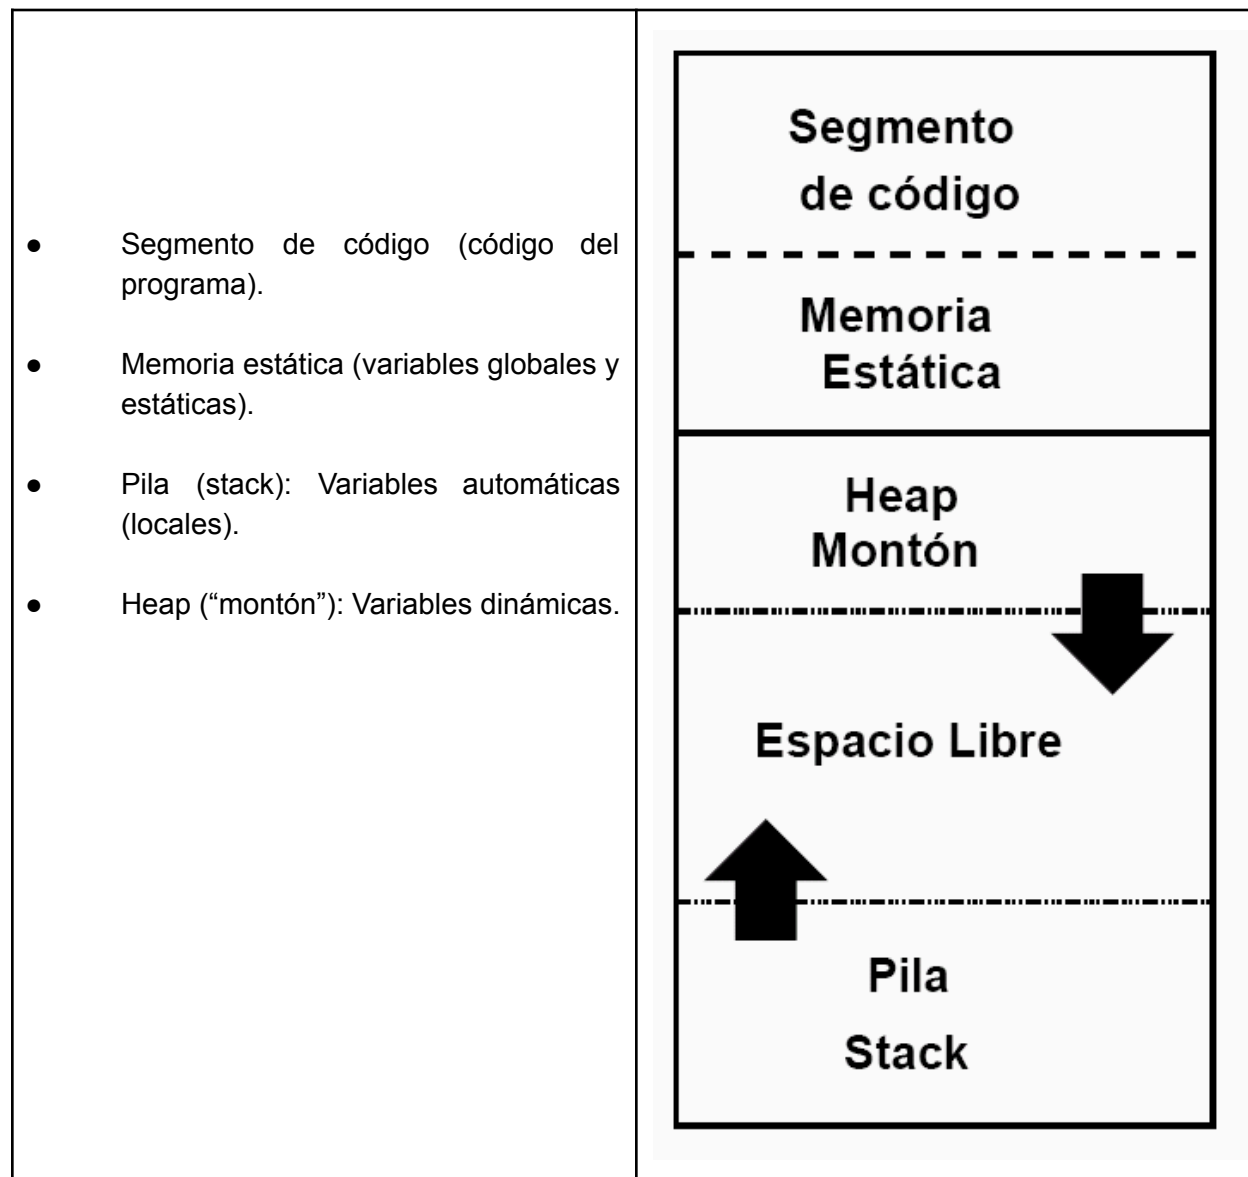 ● Segmento de código (código del
programa).
● Memoria estática (variables globales y
estáticas).
● Pila (stack): Variables automáticas
(locales).
● Heap (“montón”): Variables dinámicas.
Segmento
de código
Memoria
Estática
Heap
Montón
Espacio Libre
Pila
Stack